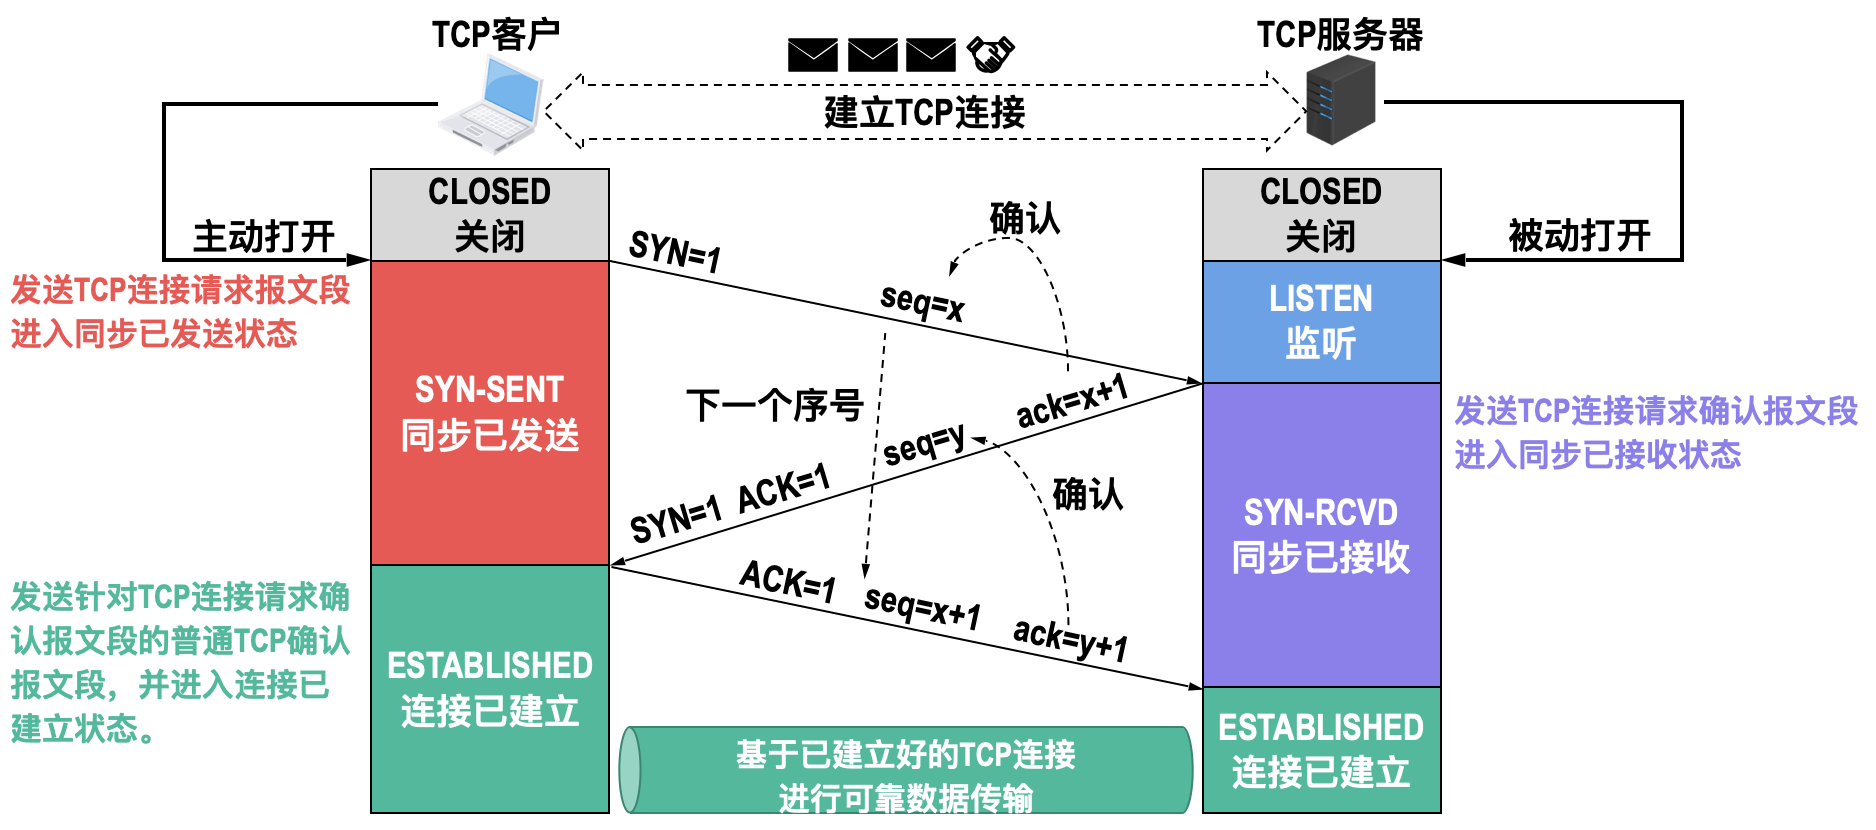 TCP客户
TCP服务器
建立TCP连接
CLOSED
关闭
主动打开
发送TCP连接请求报文段
进入同步已发送状态
SYN-SENT
同步已发送
CLOSED
关闭
被动打开
LISTEN
监听
SYN=1
seq=x
确认
下一个序号
SYN=1 ACK=1
seq=y
ack=x+1
确认
发送TCP连接请求确认报文段
进入同步已接收状态
SYN-RCVD
同步已接收
发送针对TCP连接请求确
认报文段的普通TCP确认
报文段，并进入连接已
建立状态。
ESTABLISHED
连接已建立
ACK=1
seq=x+1
ack=y+1
ESTABLISHED
连接已建立
基于已建立好的TCP连接
进行可靠数据传输